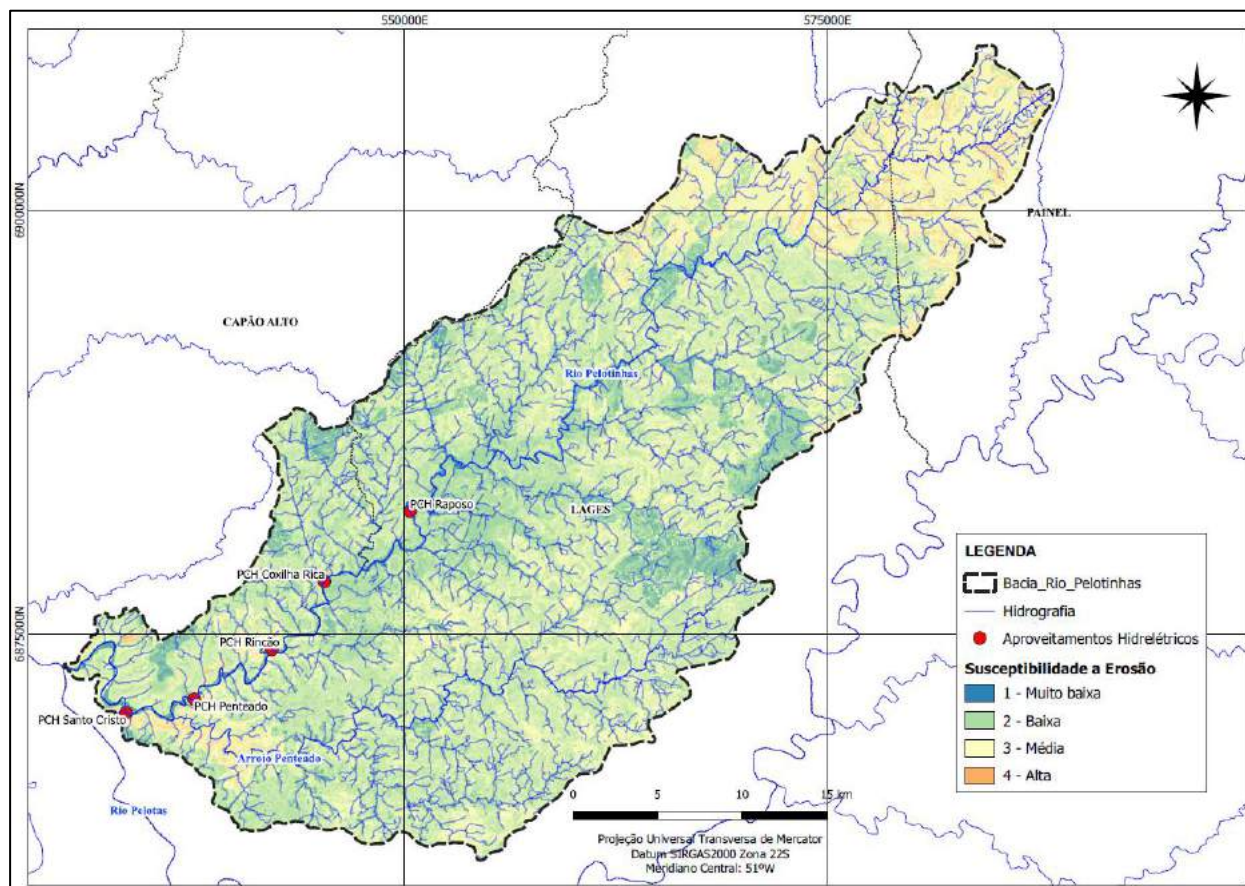 550000E
575000E
6900000N
PAINEL
CAPÃO ALTO
Rio Pelotinhas
PCH Raposo
LAGES
PCH Coxilha Rica
6875000N
PCH Rincão
PCH Penteado
PCH Santo Cristo
Arroio Penteado
Rio Pelotas
LEGENDA
Bacia_Rio_Pelotinhas
Hidrografia
Aproveitamentos Hidrelétricos
Susceptibilidade a Erosão
1 - Muito baixa
2 - Baixa
3 - Média
4 - Alta
0 5 10 15 km
Projeção Universal Transversa de Mercator
Datum SIRGAS2000 Zona 22S
Meridiano Central: 51ºW